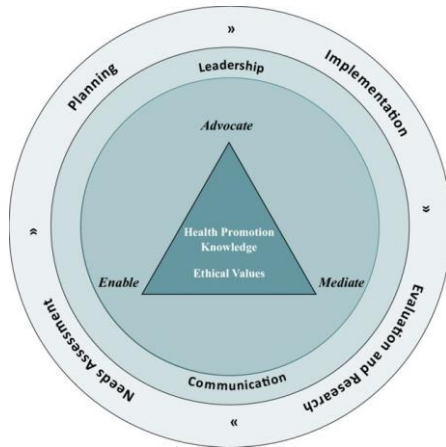 »
Planning
Implementation
Leadership
Advocate
Health Promotion
Knowledge
Ethical Values
Enable
Mediate
»
»
Communication
Needs Assessment
Evaluation and Research
»